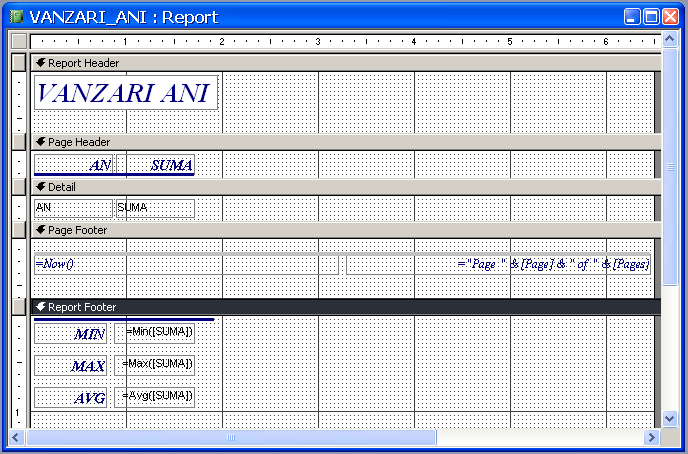 VANZARI_ANI : Report
1 2 3 4 5 6
Report Header
VANZARI ANI
Page Header
AN SUMA
Detail
AN SUMA
Page Footer
=Now() ="Page " & [Page] & " of " & [Pages]
Report Footer
MIN =Min([SUMA])
MAX =Max([SUMA])
AVG =Avg([SUMA])
1